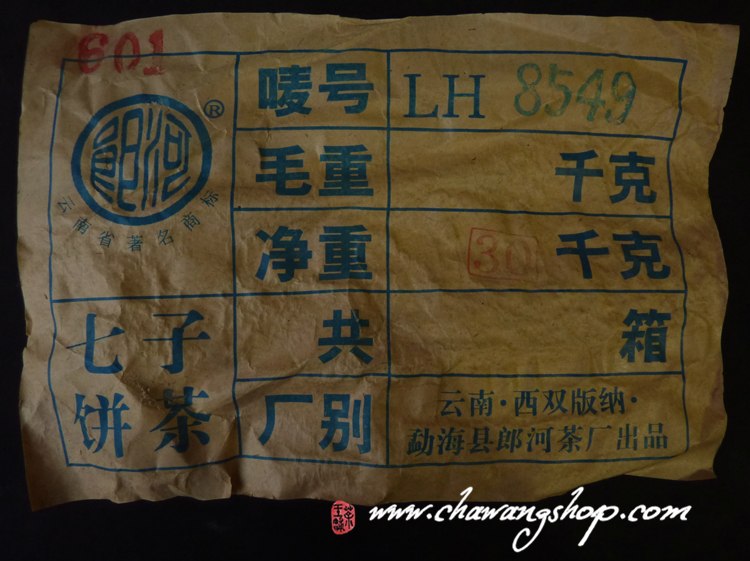 601
郎河
®
云南省著名商标
唛号 LH 8549
毛重 千克
净重 30 千克
七子 共 箱
饼茶 厂别 云南·西双版纳·
勐海县郎河茶厂出品
www.chawangshop.com